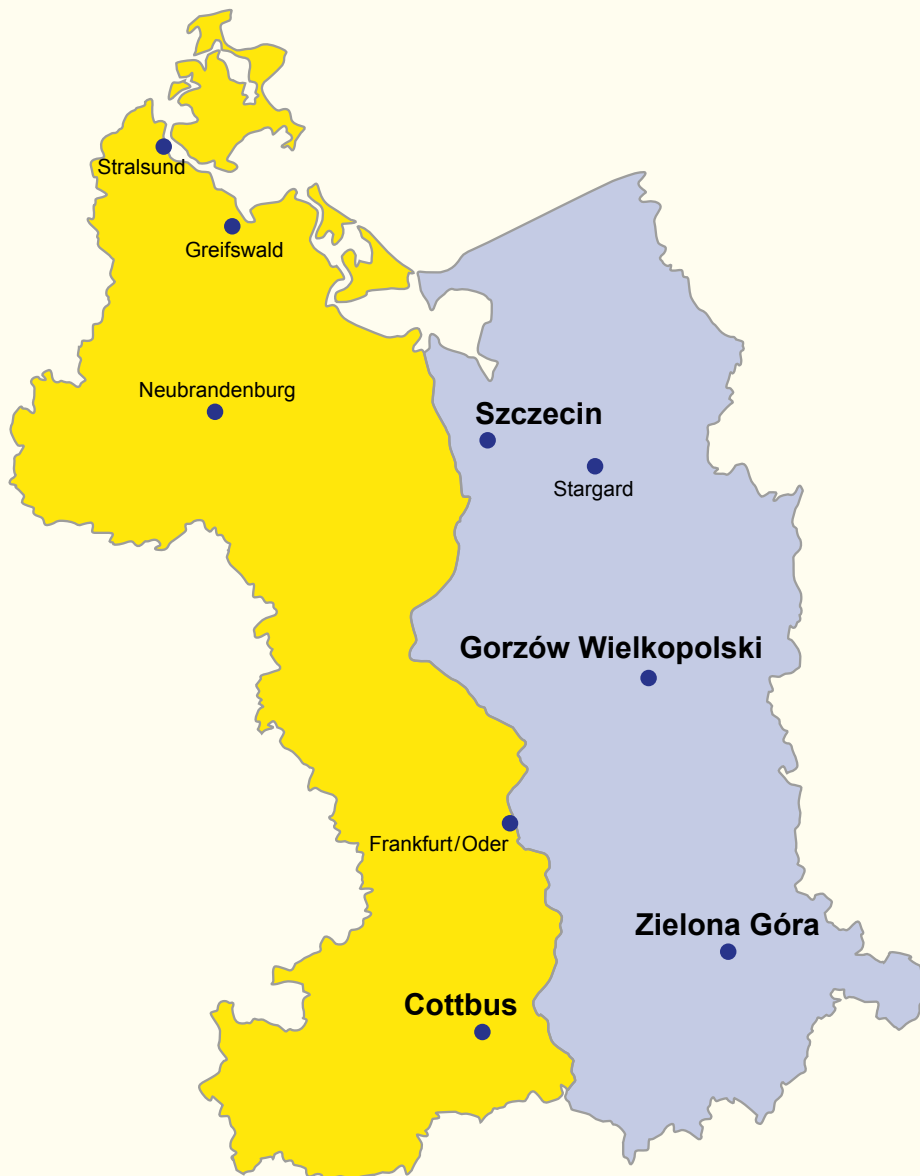 Stralsund
Greifswald
Neubrandenburg
Szczecin
Stargard
Gorzów Wielkopolski
Frankfurt/Oder
Zielona Góra
Cottbus